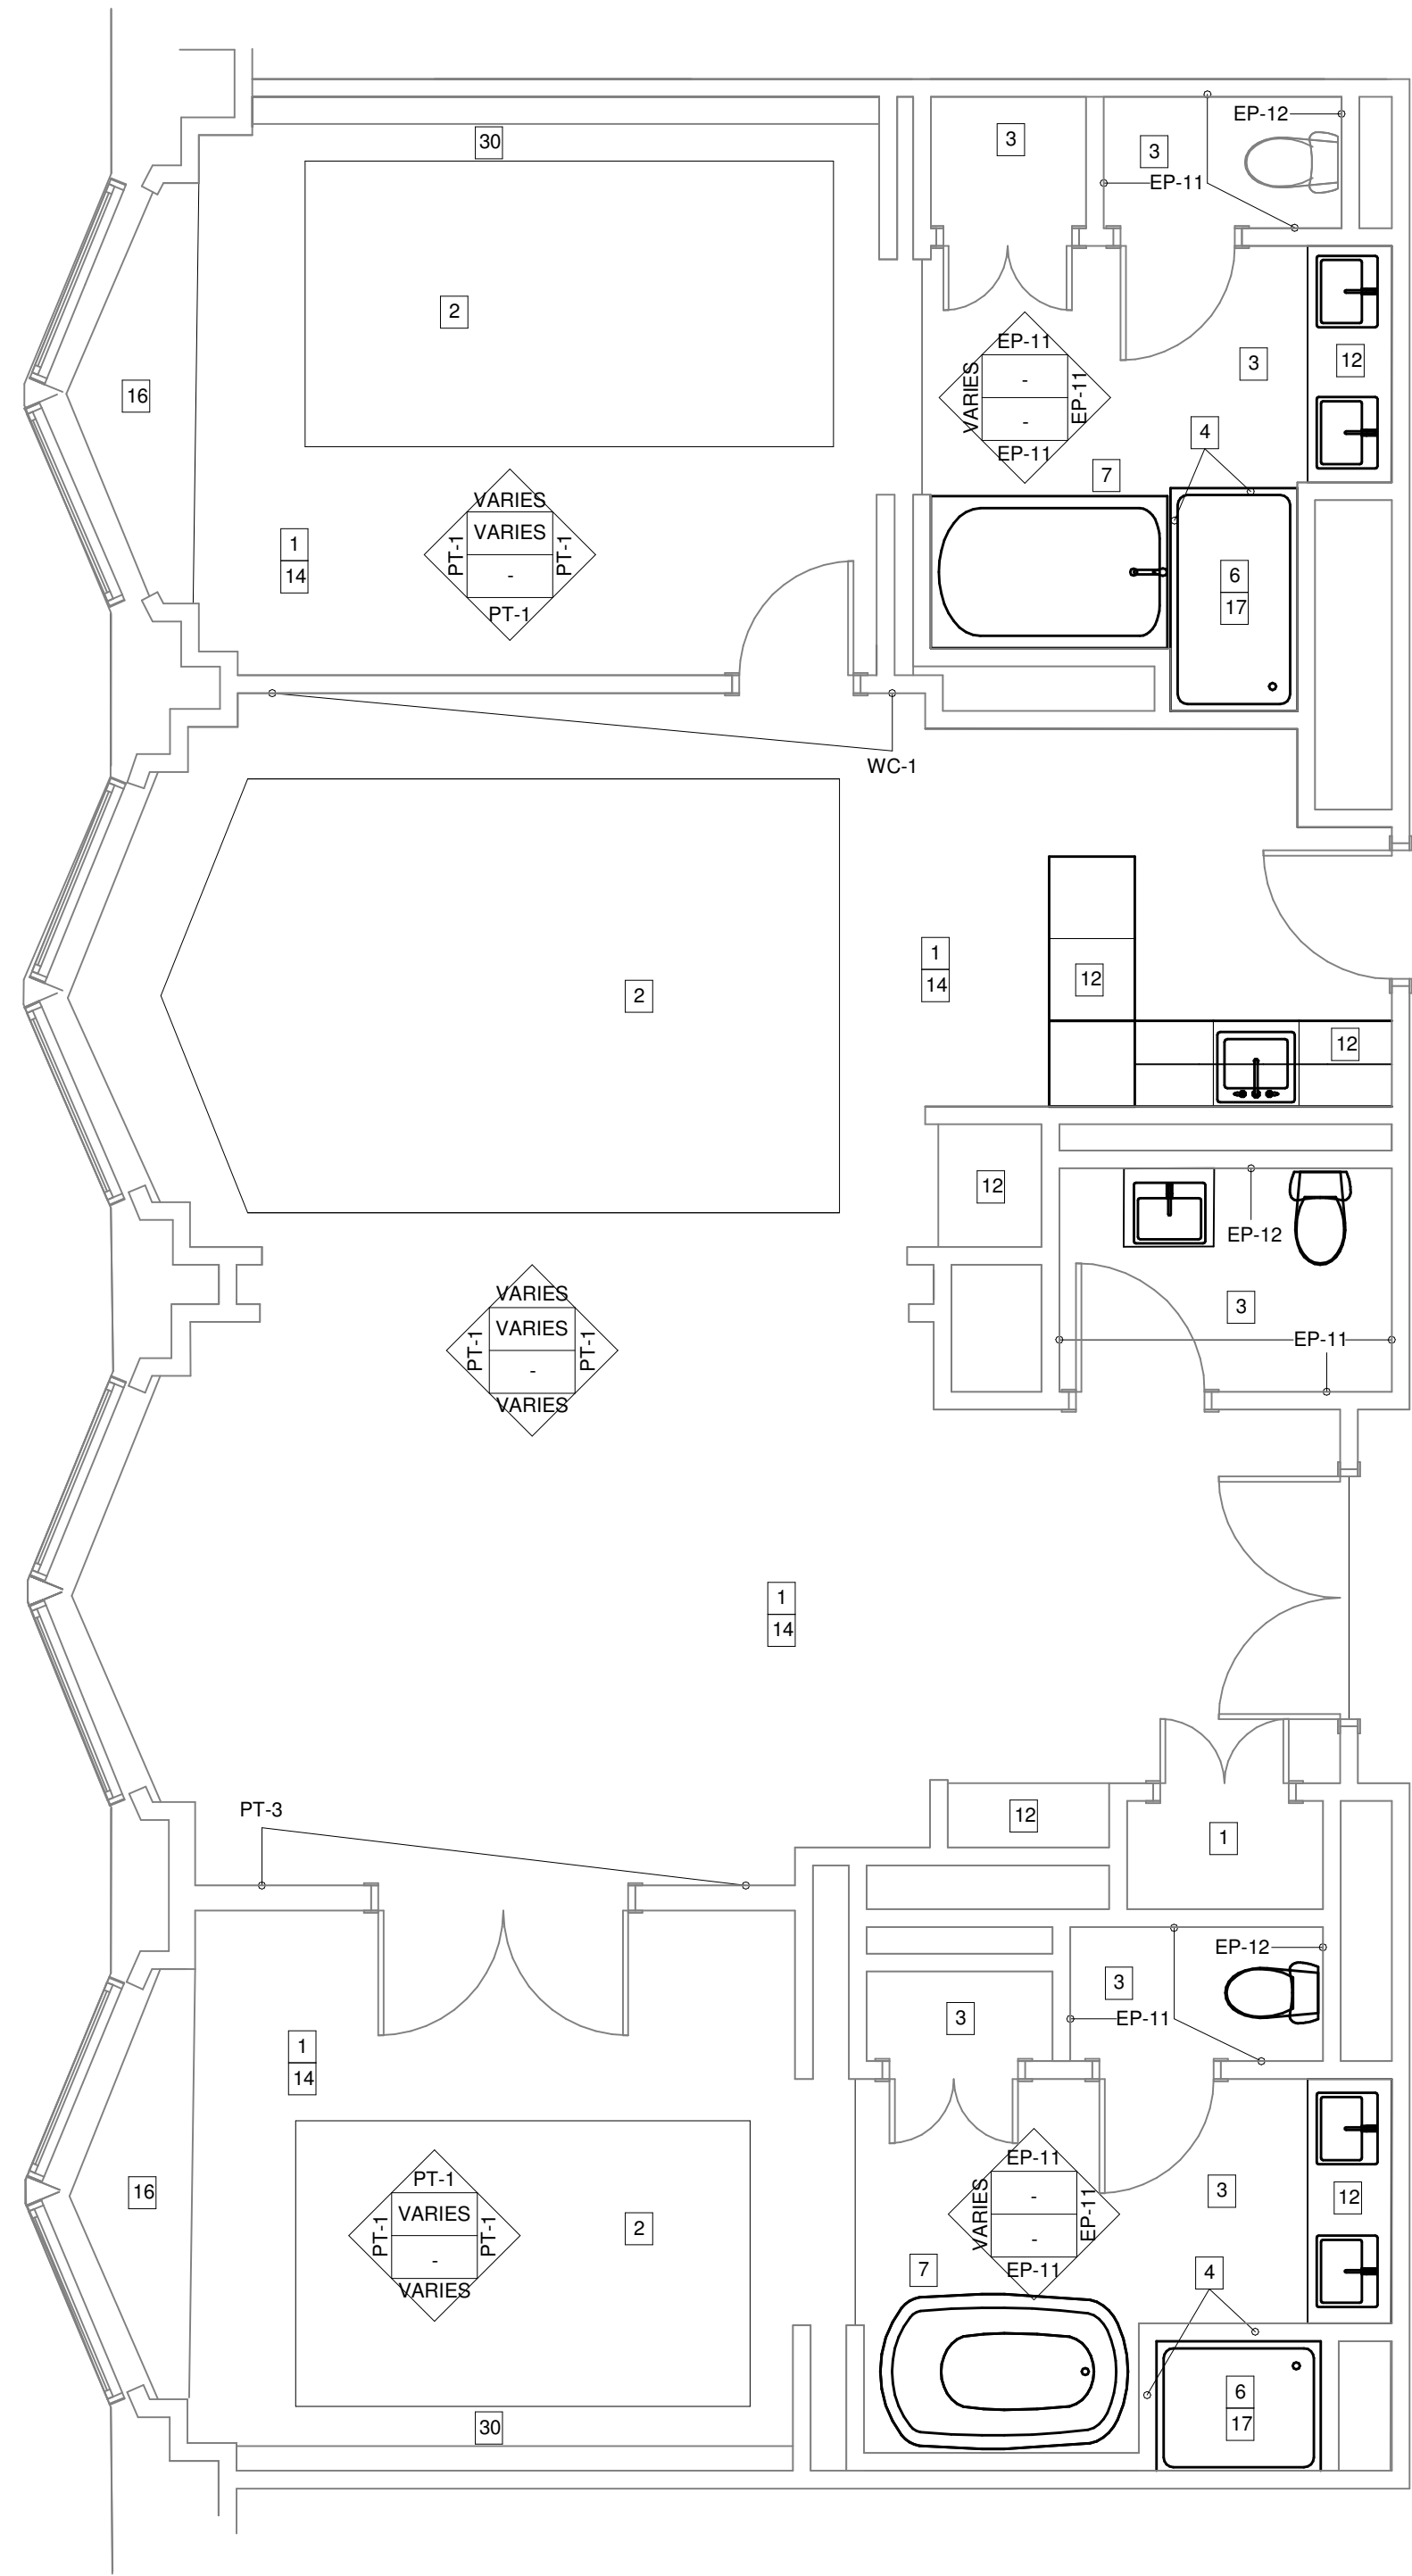 EP-12
30
3
3
EP-11
2
EP-11
VARIES
-
-
EP-11
EP-11
3
12
16
4
7
VARIES
VARIES
PT-1
-
PT-1
PT-1
1
14
6
17
WC-1
1
14
12
2
12
12
EP-12
3
VARIES
VARIES
PT-1
-
PT-1
VARIES
EP-11
1
14
PT-3
12
1
EP-12
3
3
EP-11
1
14
EP-11
VARIES
-
-
EP-11
EP-11
PT-1
VARIES
PT-1
-
PT-1
VARIES
16
2
3
12
7
4
6
17
30